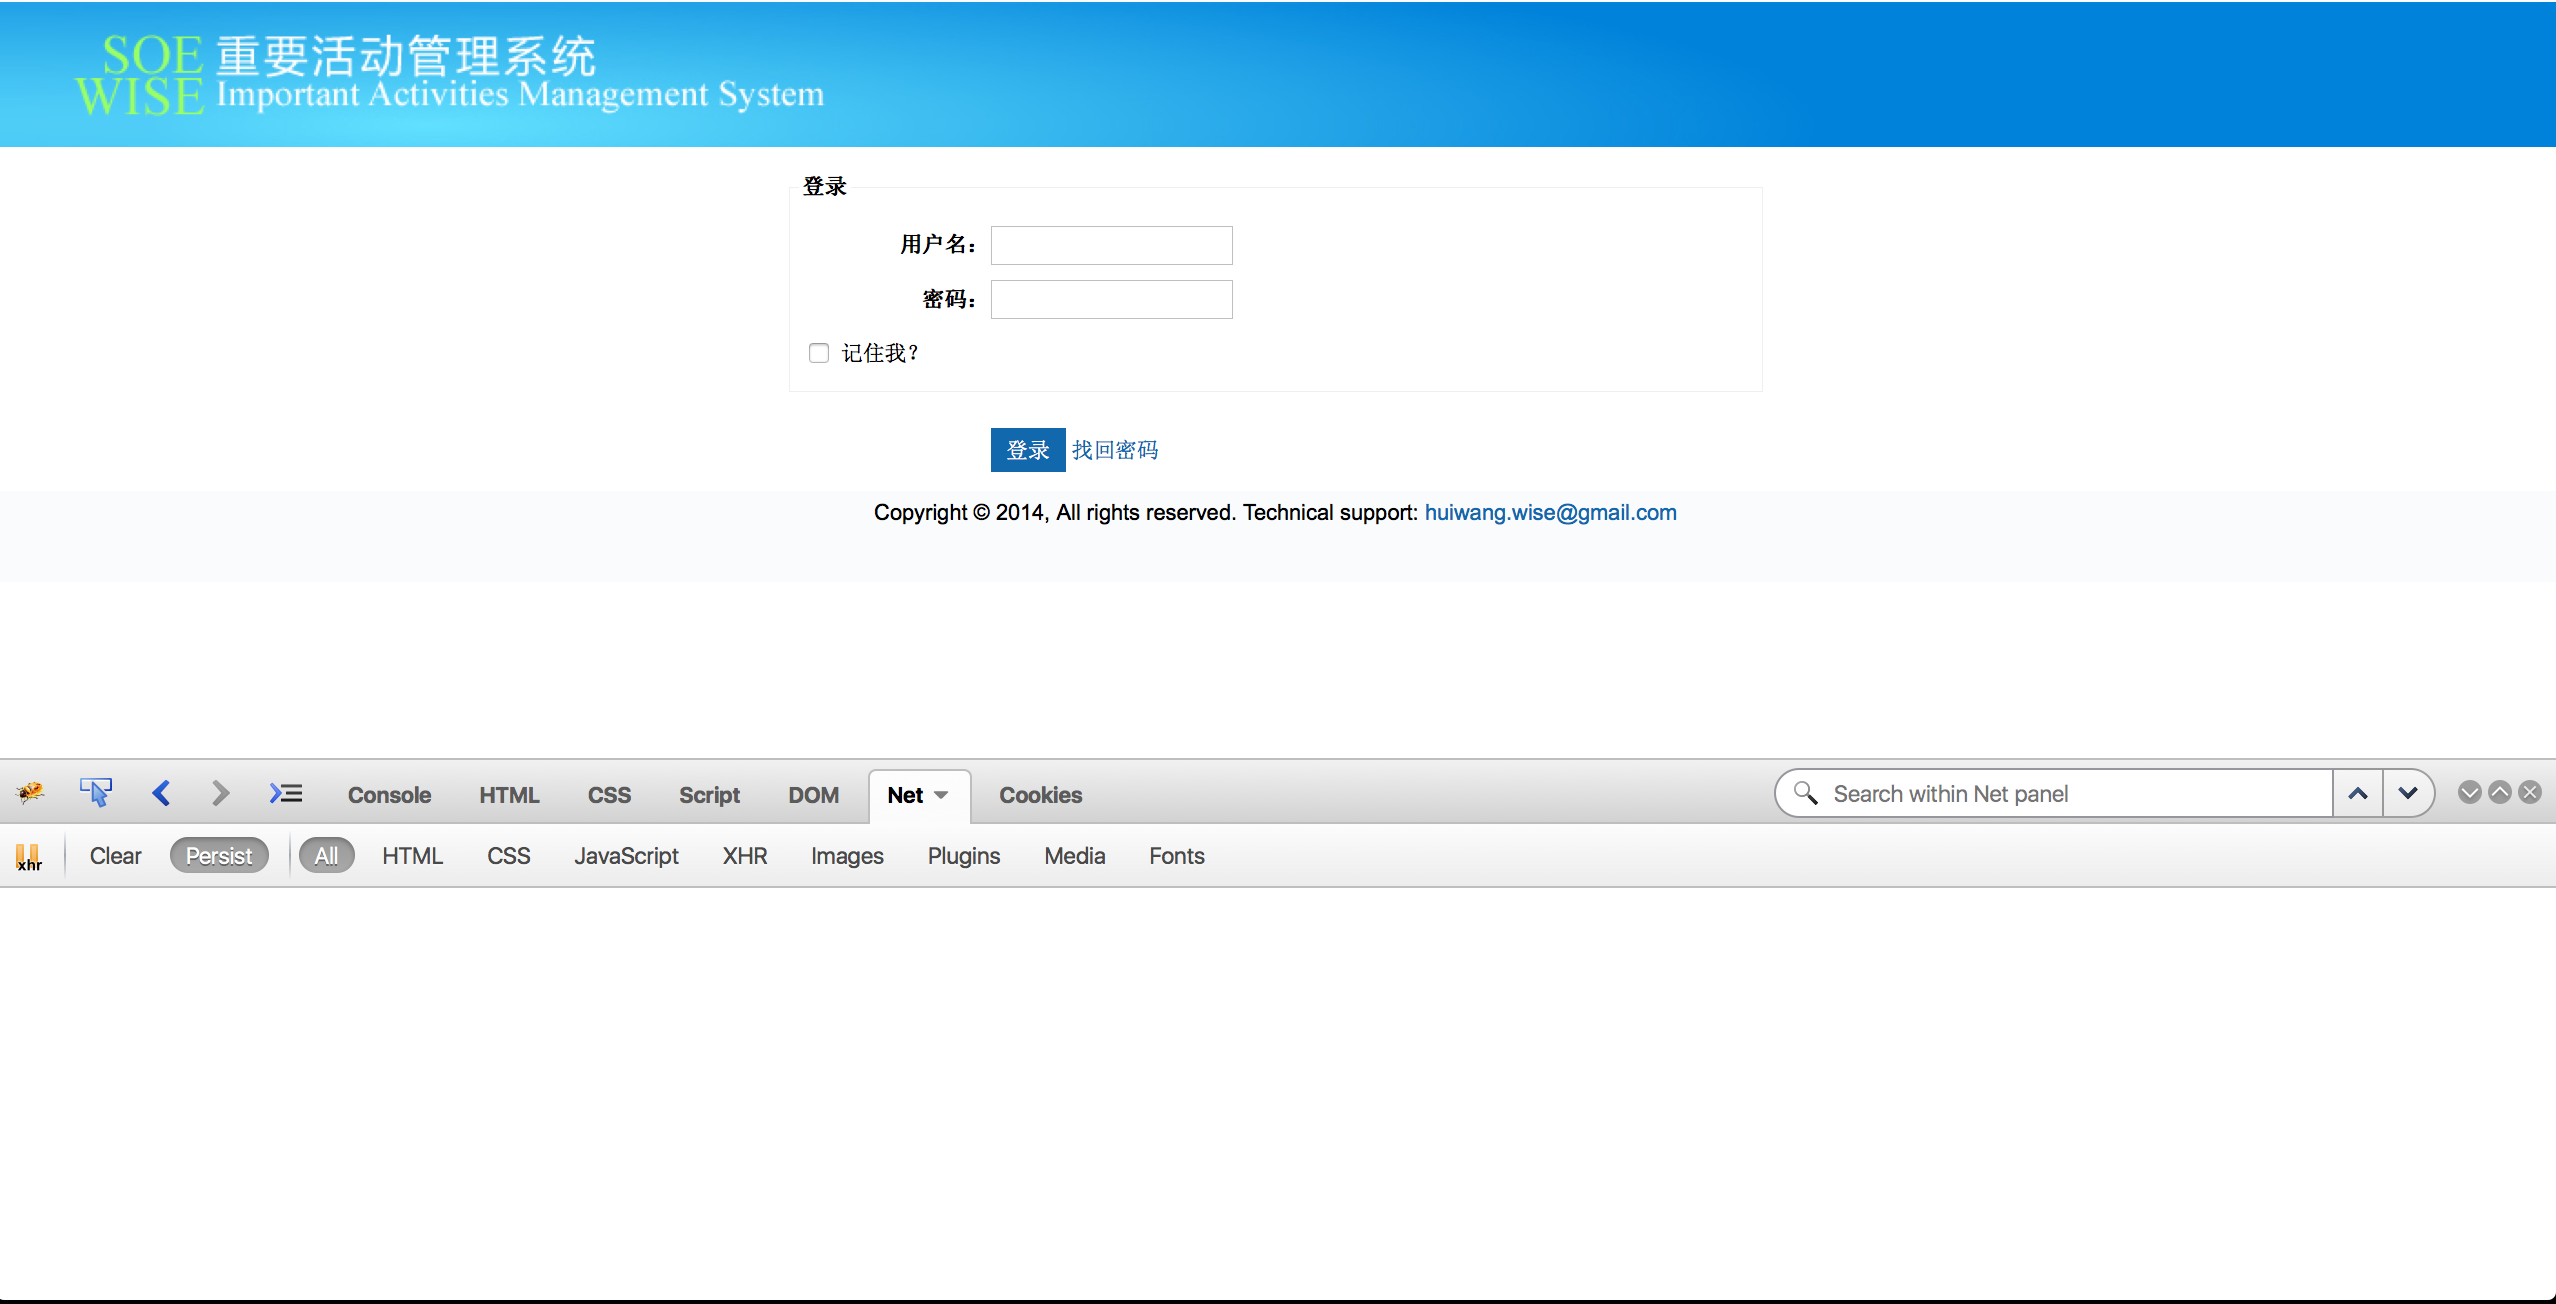 SOE 重要活动管理系统
WISE Important Activities Management System
登录
用户名：
密码：
记住我？
登录 找回密码
Copyright © 2014, All rights reserved. Technical support: huiwang.wise@gmail.com
Console HTML CSS Script DOM Net Cookies Search within Net panel
xhr Clear Persist All HTML CSS JavaScript XHR Images Plugins Media Fonts